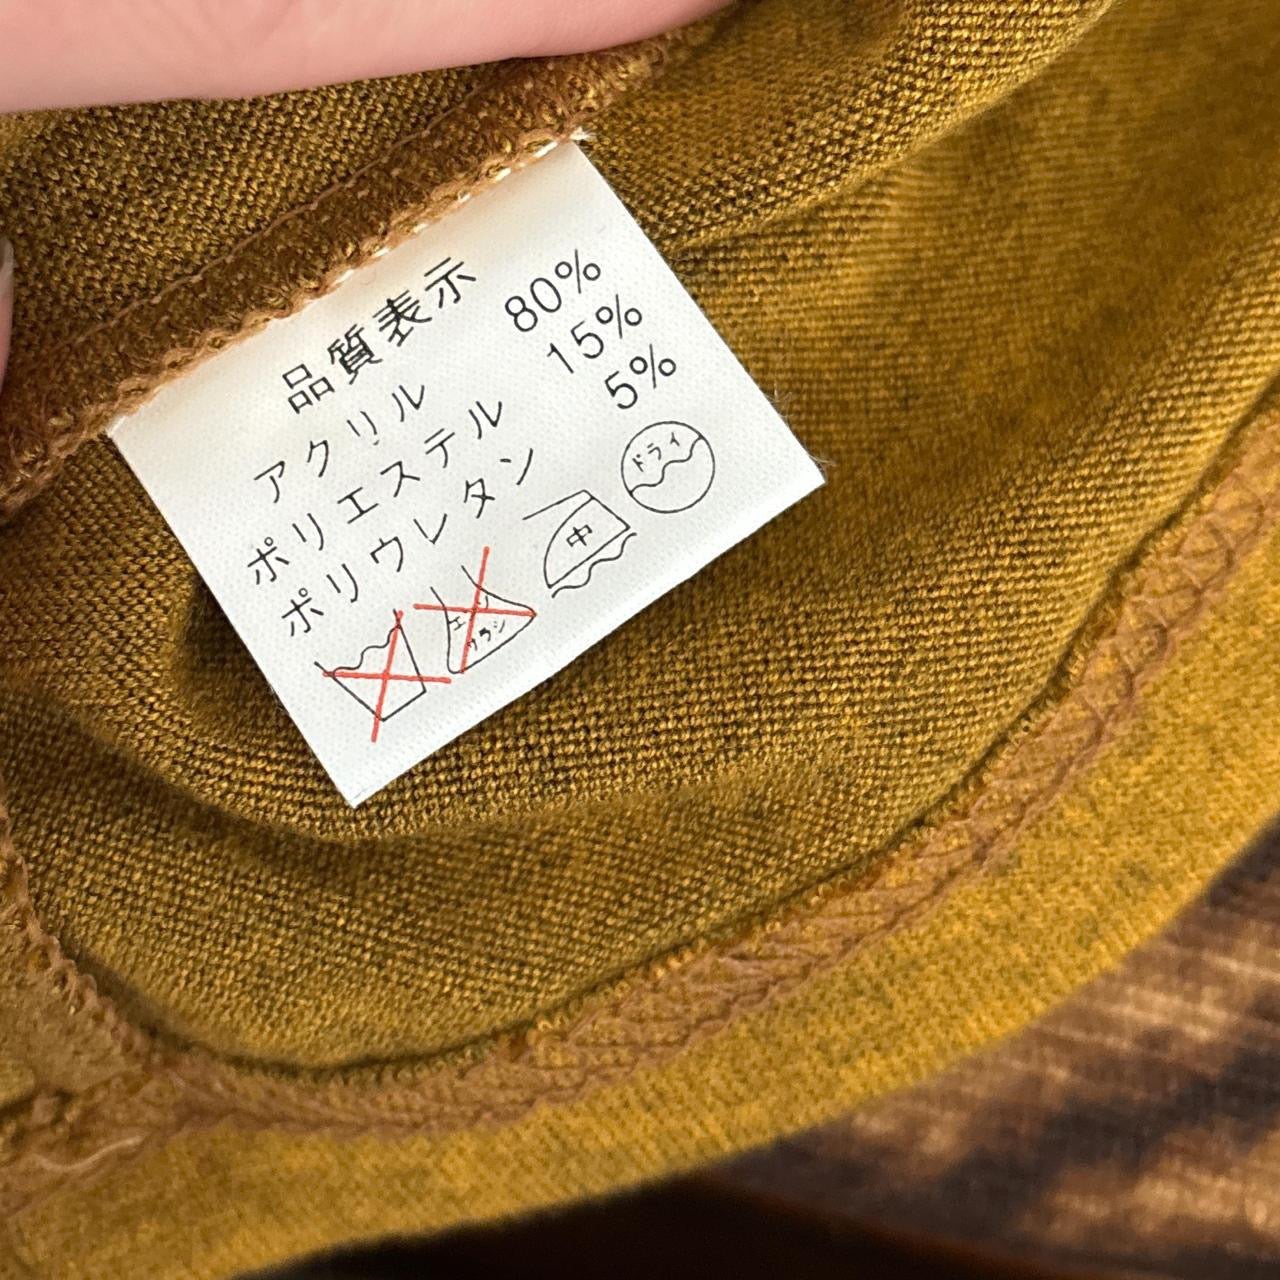 品質表示
アクリル 80%
ポリエステル 15%
ポリウレタン 5%
エンソ
サラシ
中
ドライ